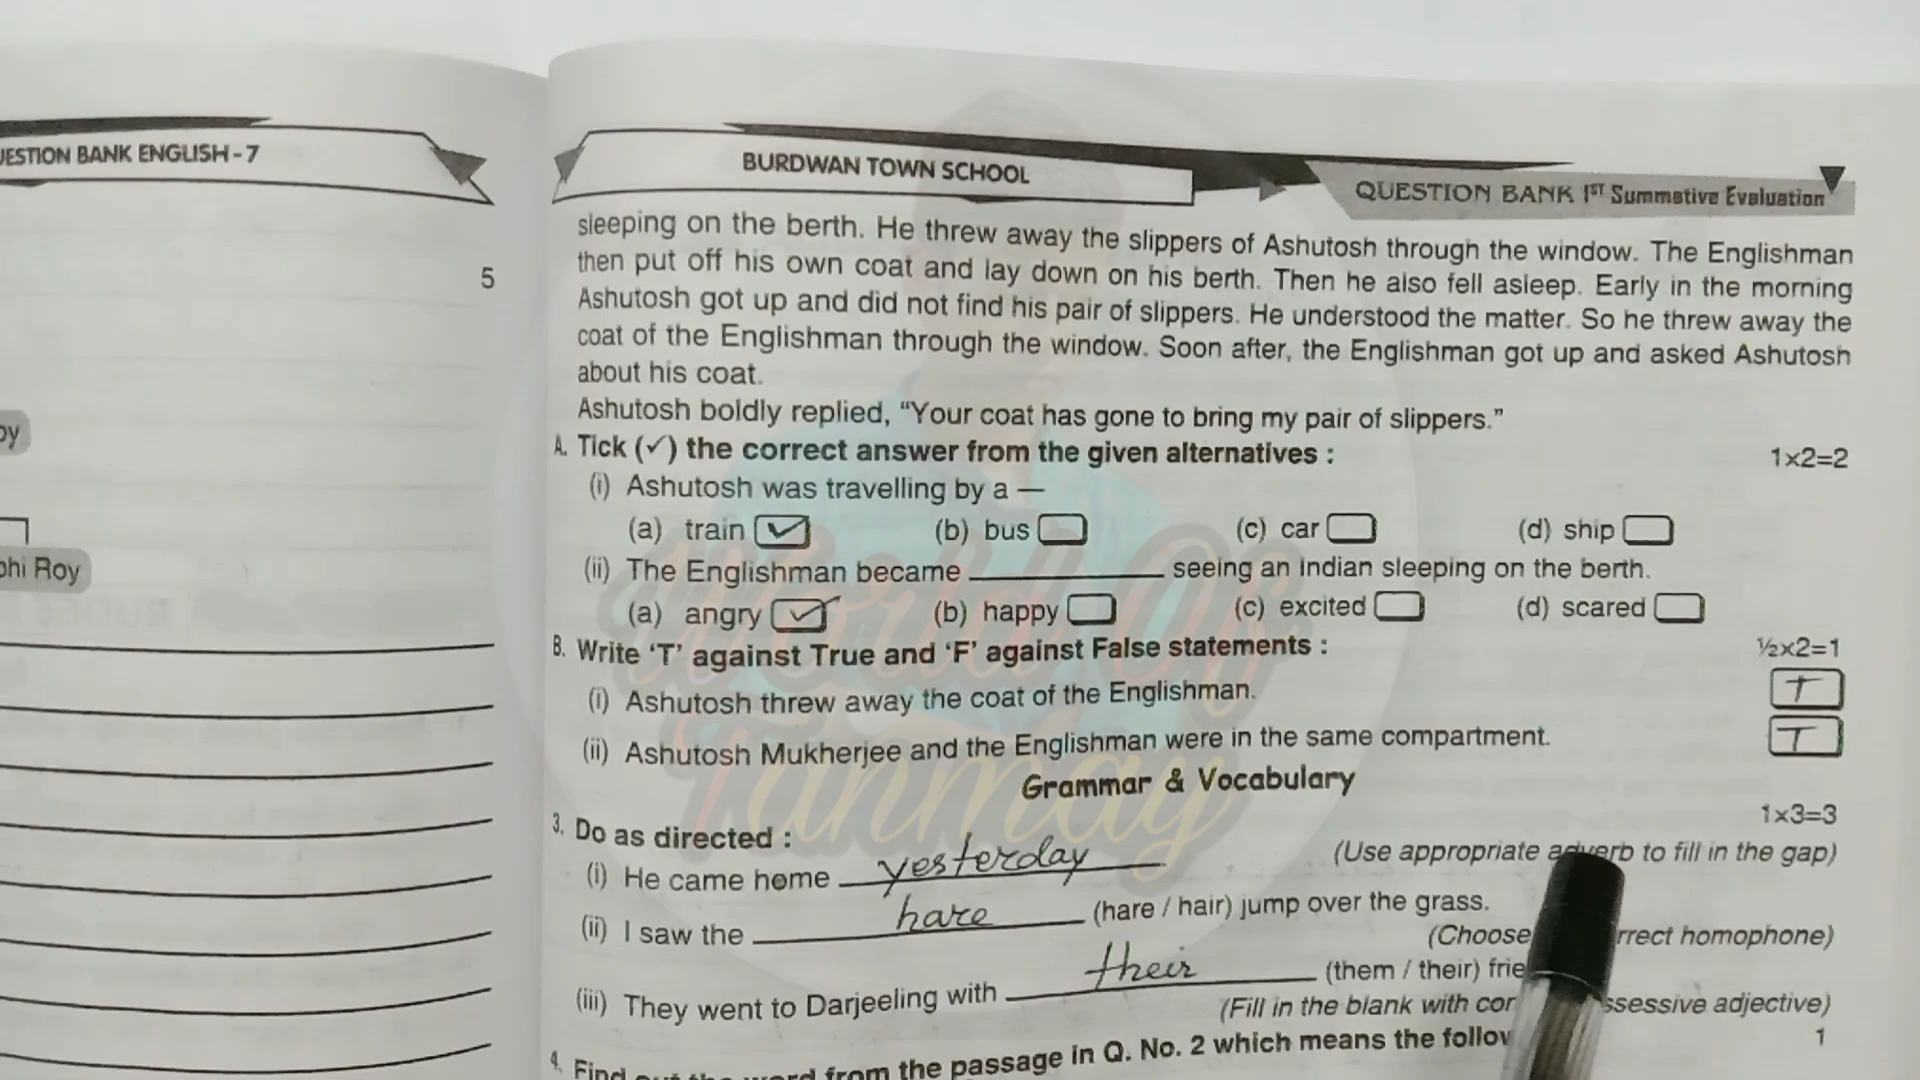 ESTION BANK ENGLISH - 7
5
hi Roy
BURDWAN TOWN SCHOOL
QUESTION BANK 1ST Summative Evaluation
sleeping on the berth. He threw away the slippers of Ashutosh through the window. The Englishman
then put off his own coat and lay down on his berth. Then he also fell asleep. Early in the morning
Ashutosh got up and did not find his pair of slippers. He understood the matter. So he threw away the
coat of the Englishman through the window. Soon after, the Englishman got up and asked Ashutosh
about his coat.
Ashutosh boldly replied, “Your coat has gone to bring my pair of slippers.”
A. Tick (✓) the correct answer from the given alternatives : 1×2=2
(i) Ashutosh was travelling by a —
(a) train ✓ (b) bus (c) car (d) ship
(ii) The Englishman became ____________ seeing an Indian sleeping on the berth.
(a) angry ✓ (b) happy (c) excited (d) scared
B. Write ‘T’ against True and ‘F’ against False statements : ½×2=1
(i) Ashutosh threw away the coat of the Englishman. T
(ii) Ashutosh Mukherjee and the Englishman were in the same compartment. T
Grammar & Vocabulary
3. Do as directed : 1×3=3
(i) He came home yesterday (Use appropriate adverb to fill in the gap)
(ii) I saw the hare (hare / hair) jump over the grass.
(Choose rrect homophone)
(iii) They went to Darjeeling with their (them / their) frie
(Fill in the blank with cor ssessive adjective)
4. Find out the word from the passage in Q. No. 2 which means the follow 1
World Of
Tanmay